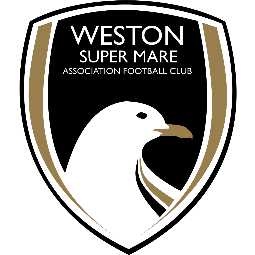 WESTON
SUPER MARE
ASSOCIATION FOOTBALL CLUB